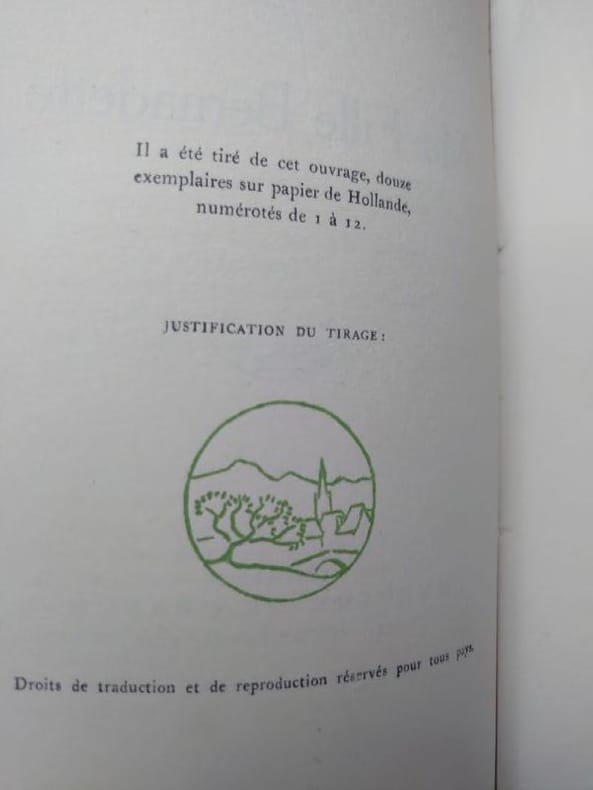 Il a été tiré de cet ouvrage, douze
exemplaires sur papier de Hollande,
numérotés de 1 à 12.
JUSTIFICATION DU TIRAGE :
Droits de traduction et de reproduction réservés pour tous pays.